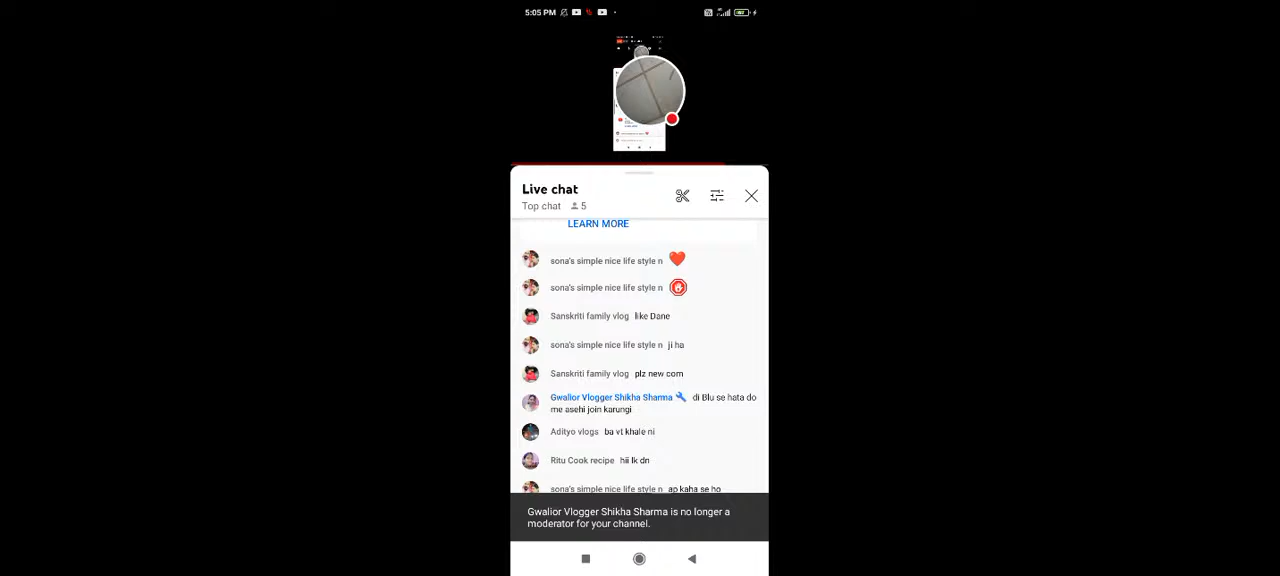 5:05 PM
Live chat
Top chat 5
LEARN MORE
sona's simple nice life style n
sona's simple nice life style n
Sanskriti family vlog like Dane
sona's simple nice life style n ji ha
Sanskriti family vlog plz new com
Gwalior Vlogger Shikha Sharma di Blu se hata do
me asehi join karungi
Adityo vlogs ba vt khale ni
Ritu Cook recipe hii lk dn
sona's simple nice life style n ap kaha se ho
Gwalior Vlogger Shikha Sharma is no longer a
moderator for your channel.